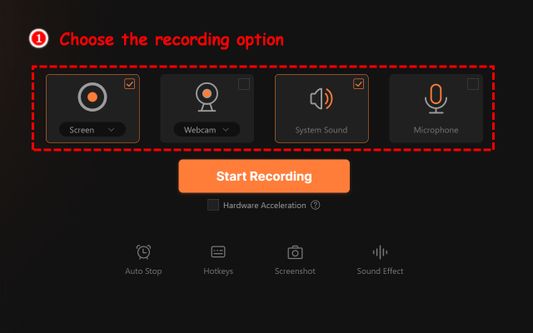 1 Choose the recording option
Screen Webcam System Sound Microphone
Start Recording
Hardware Acceleration ?
Auto Stop Hotkeys Screenshot Sound Effect